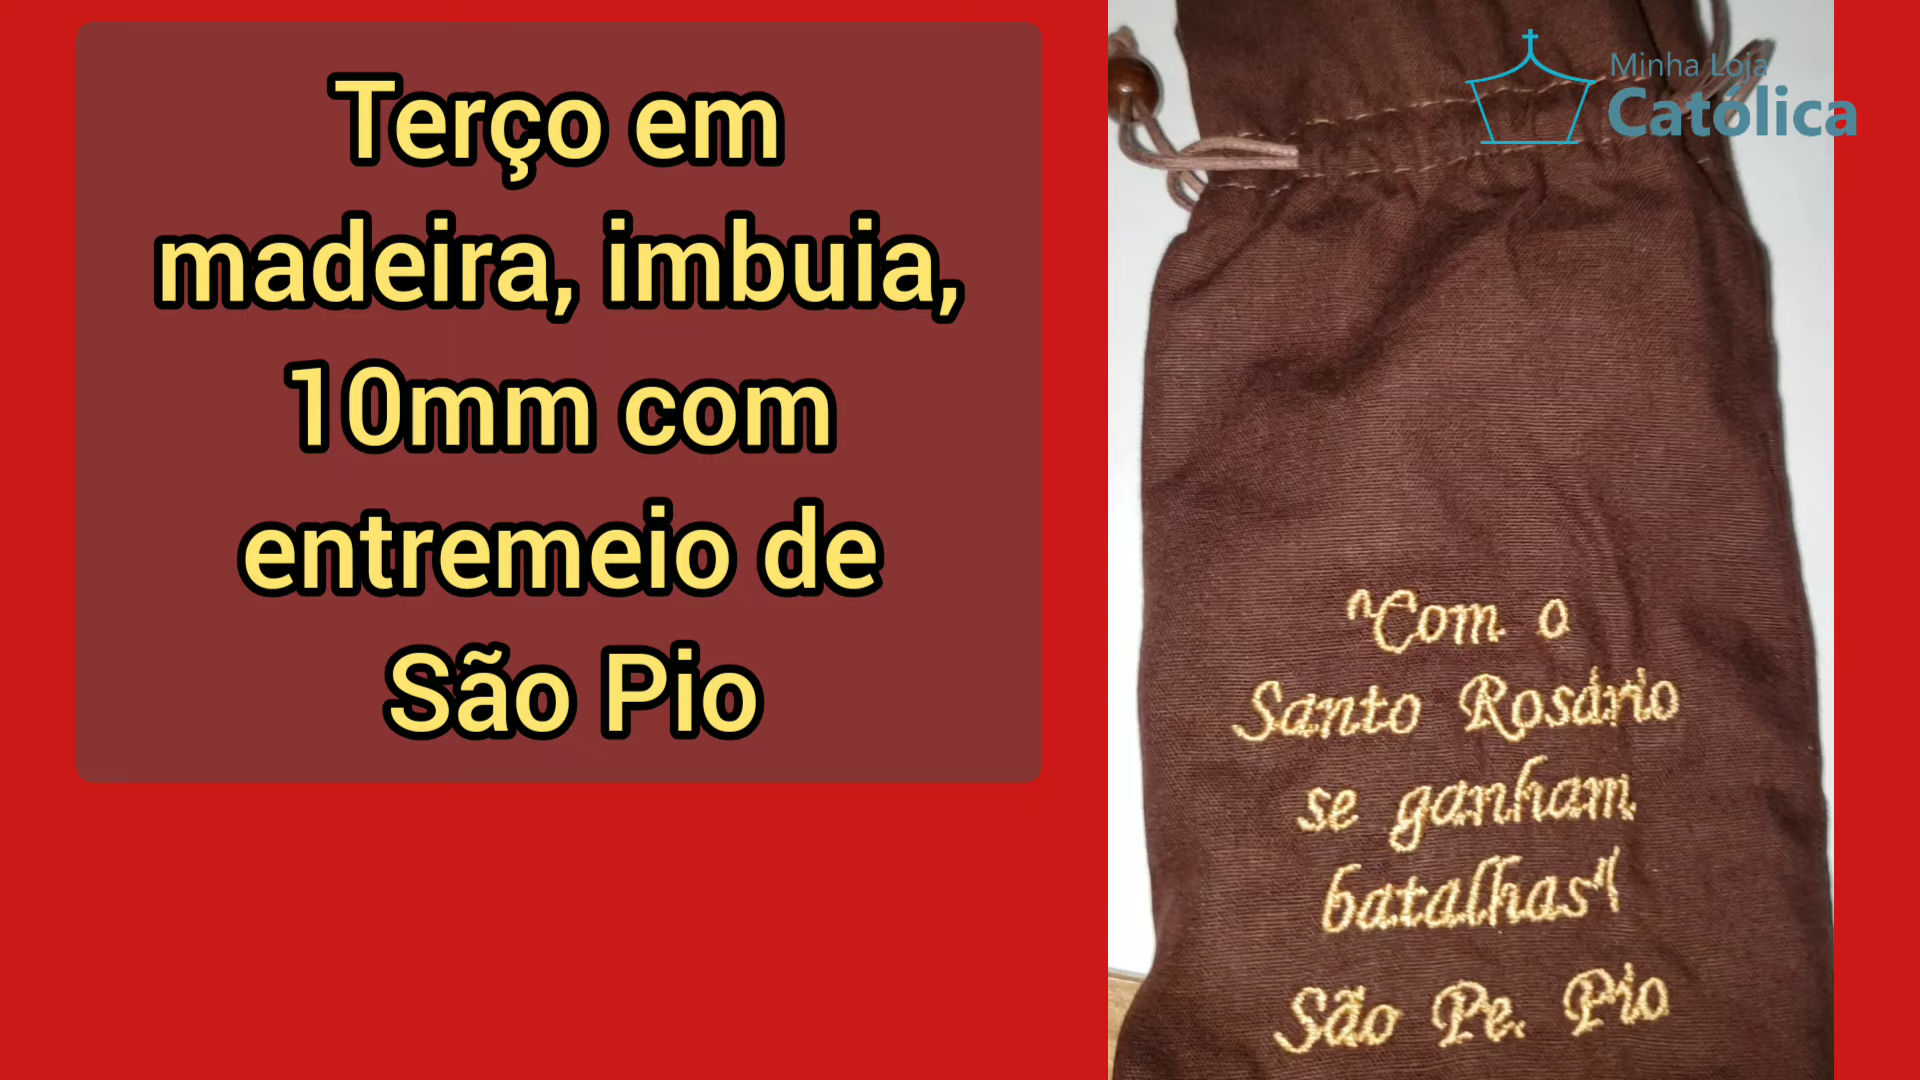 Terço em
madeira, imbuia,
10mm com
entremeio de
São Pio
Minha Loja
Católica
"Com o
Santo Rosário
se ganham
batalhas"
São Pe. Pio